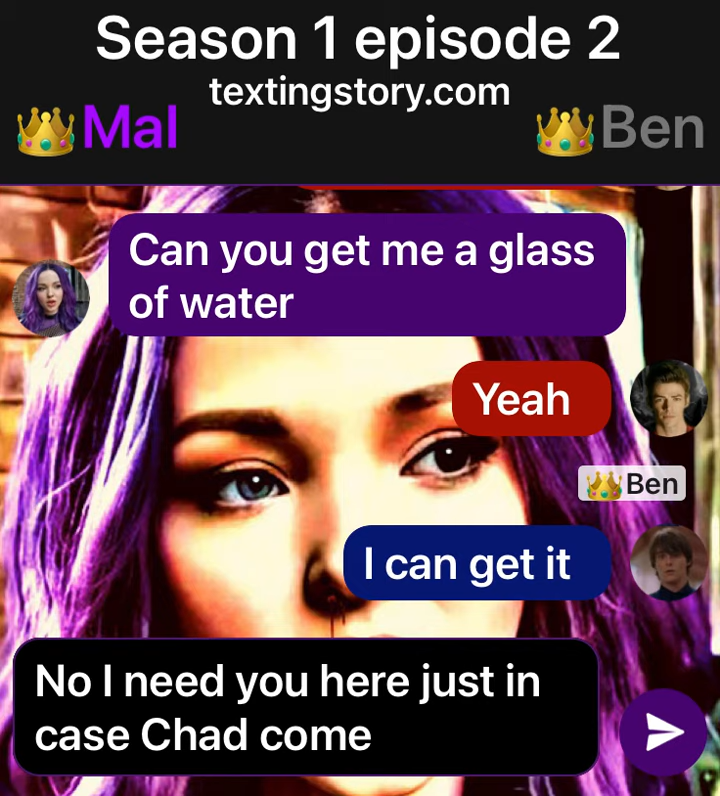 Season 1 episode 2
textingstory.com
👑Mal
👑Ben
Can you get me a glass
of water
Yeah
👑Ben
I can get it
No I need you here just in
case Chad come